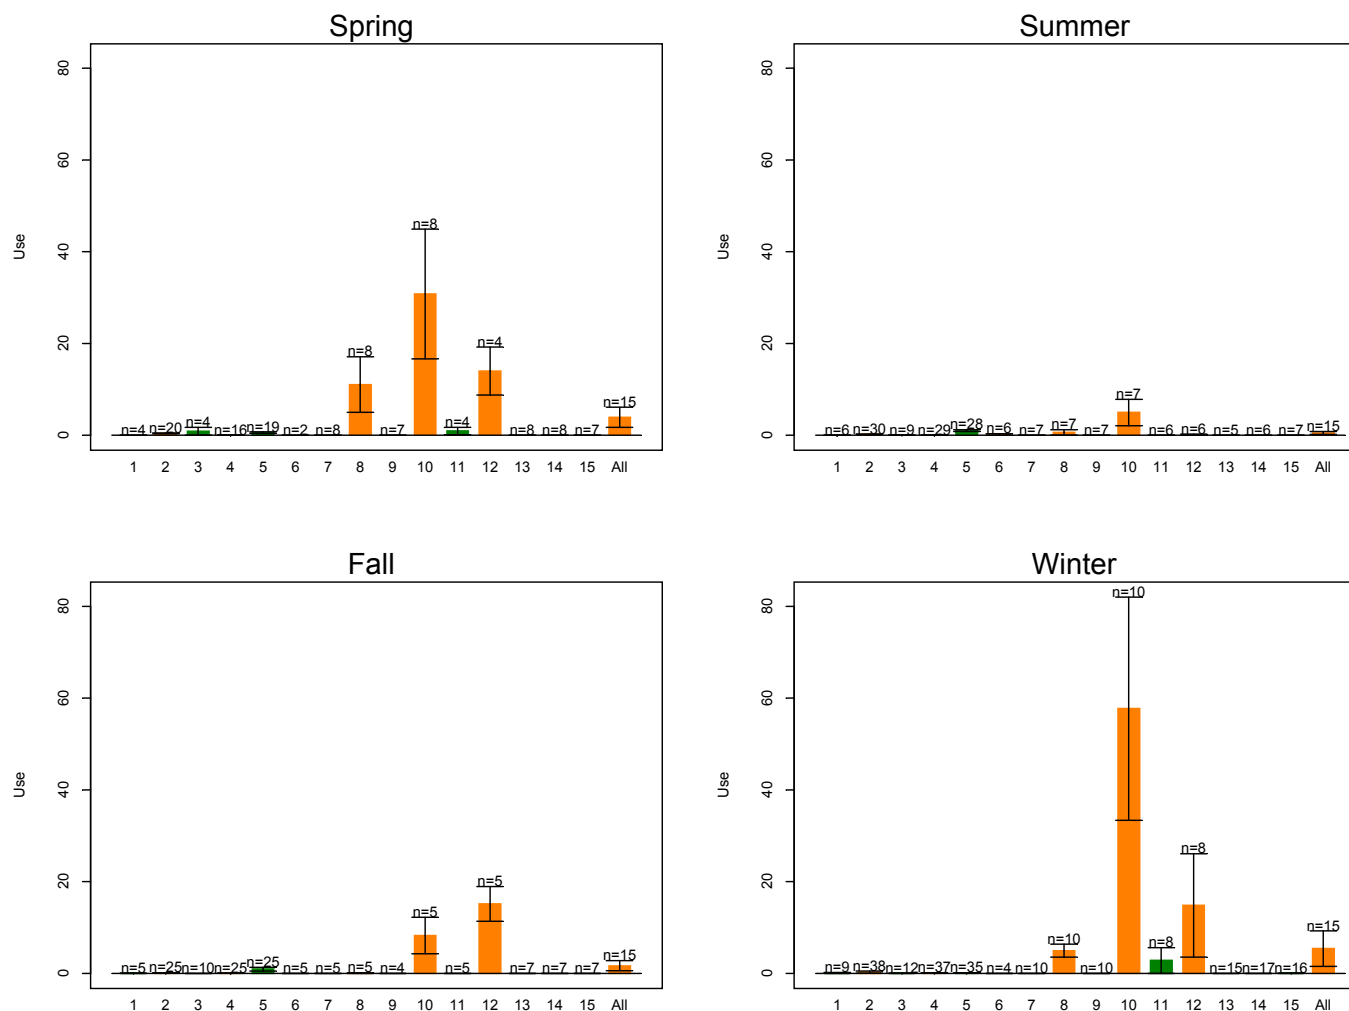 Spring
Use
80
60
40
20
0
n=4 n=20 n=4 n=16 n=19 n=2 n=8 n=8 n=7 n=8 n=4 n=4 n=8 n=8 n=7 n=15
1 2 3 4 5 6 7 8 9 10 11 12 13 14 15 All
Summer
Use
80
60
40
20
0
n=6 n=30 n=9 n=29 n=28 n=6 n=7 n=7 n=7 n=7 n=6 n=6 n=5 n=6 n=7 n=15
1 2 3 4 5 6 7 8 9 10 11 12 13 14 15 All
Fall
Use
80
60
40
20
0
n=5 n=25 n=10 n=25 n=25 n=5 n=5 n=5 n=4 n=5 n=5 n=5 n=7 n=7 n=7 n=15
1 2 3 4 5 6 7 8 9 10 11 12 13 14 15 All
Winter
Use
80
60
40
20
0
n=9 n=38 n=12 n=37 n=35 n=4 n=10 n=10 n=10 n=10 n=8 n=8 n=15 n=17 n=16 n=15
1 2 3 4 5 6 7 8 9 10 11 12 13 14 15 All